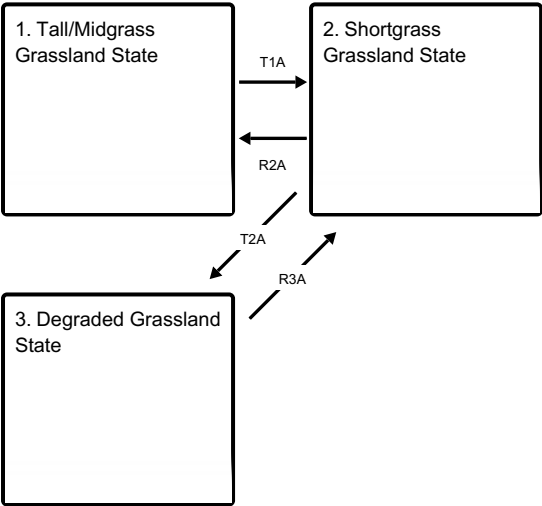 1. Tall/Midgrass
Grassland State
2. Shortgrass
Grassland State
T1A
R2A
T2A
R3A
3. Degraded Grassland
State